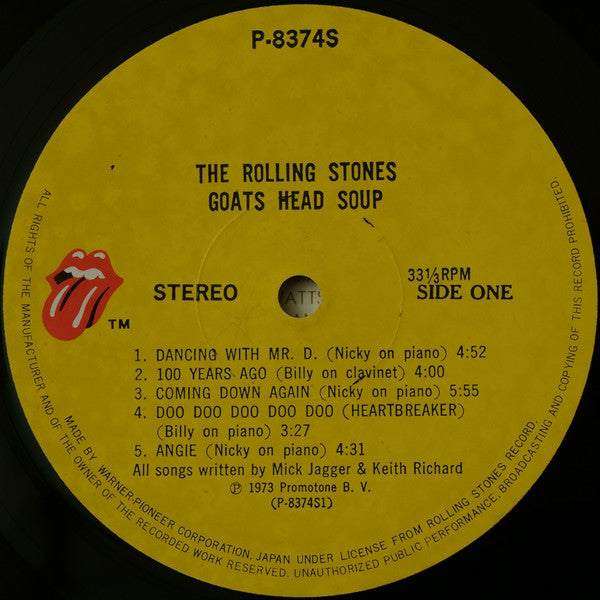 P-8374S
THE ROLLING STONES
GOATS HEAD SOUP
STEREO
33 1/3 RPM
SIDE ONE
TM
ATTS
1. DANCING WITH MR. D. (Nicky on piano) 4:52
2. 100 YEARS AGO (Billy on clavinet) 4:00
3. COMING DOWN AGAIN (Nicky on piano) 5:55
4. DOO DOO DOO DOO DOO (HEARTBREAKER)
(Billy on piano) 3:27
5. ANGIE (Nicky on piano) 4:31
All songs written by Mick Jagger & Keith Richard
Ⓟ 1973 Promotone B. V.
(P-8374S1)
MADE BY WARNER-PIONEER CORPORATION, JAPAN UNDER LICENSE FROM ROLLING STONES RECORD.
ALL RIGHTS OF THE MANUFACTURER AND OF THE OWNER OF THE RECORDED WORK RESERVED. UNAUTHORIZED PUBLIC PERFORMANCE, BROADCASTING AND COPYING OF THIS RECORD PROHIBITED.